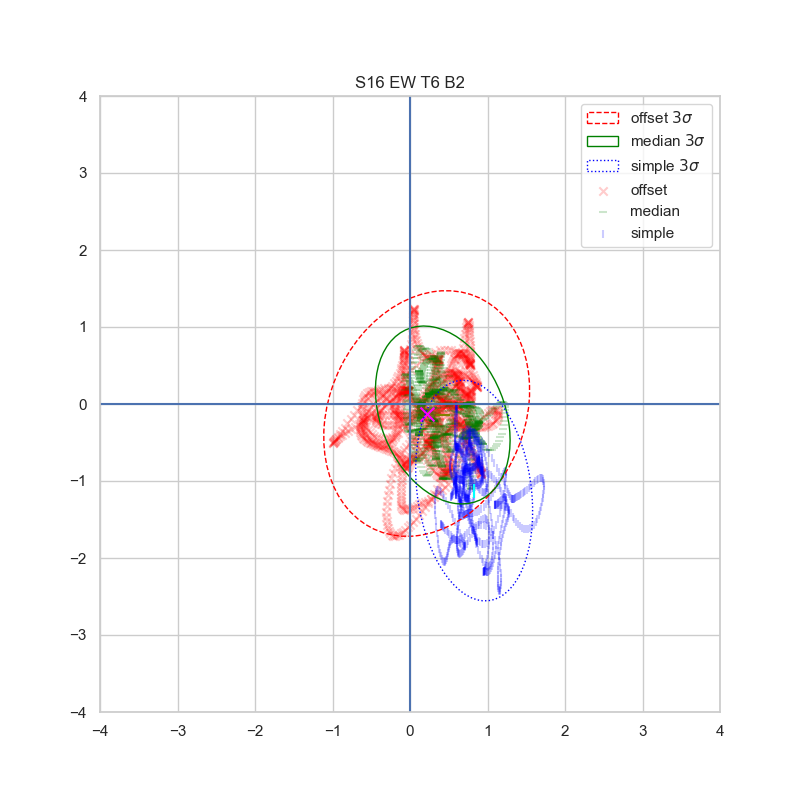 S16 EW T6 B2
offset 3σ
median 3σ
simple 3σ
offset
median
simple
4
3
2
1
0
−1
−2
−3
−4
−4 −3 −2 −1 0 1 2 3 4